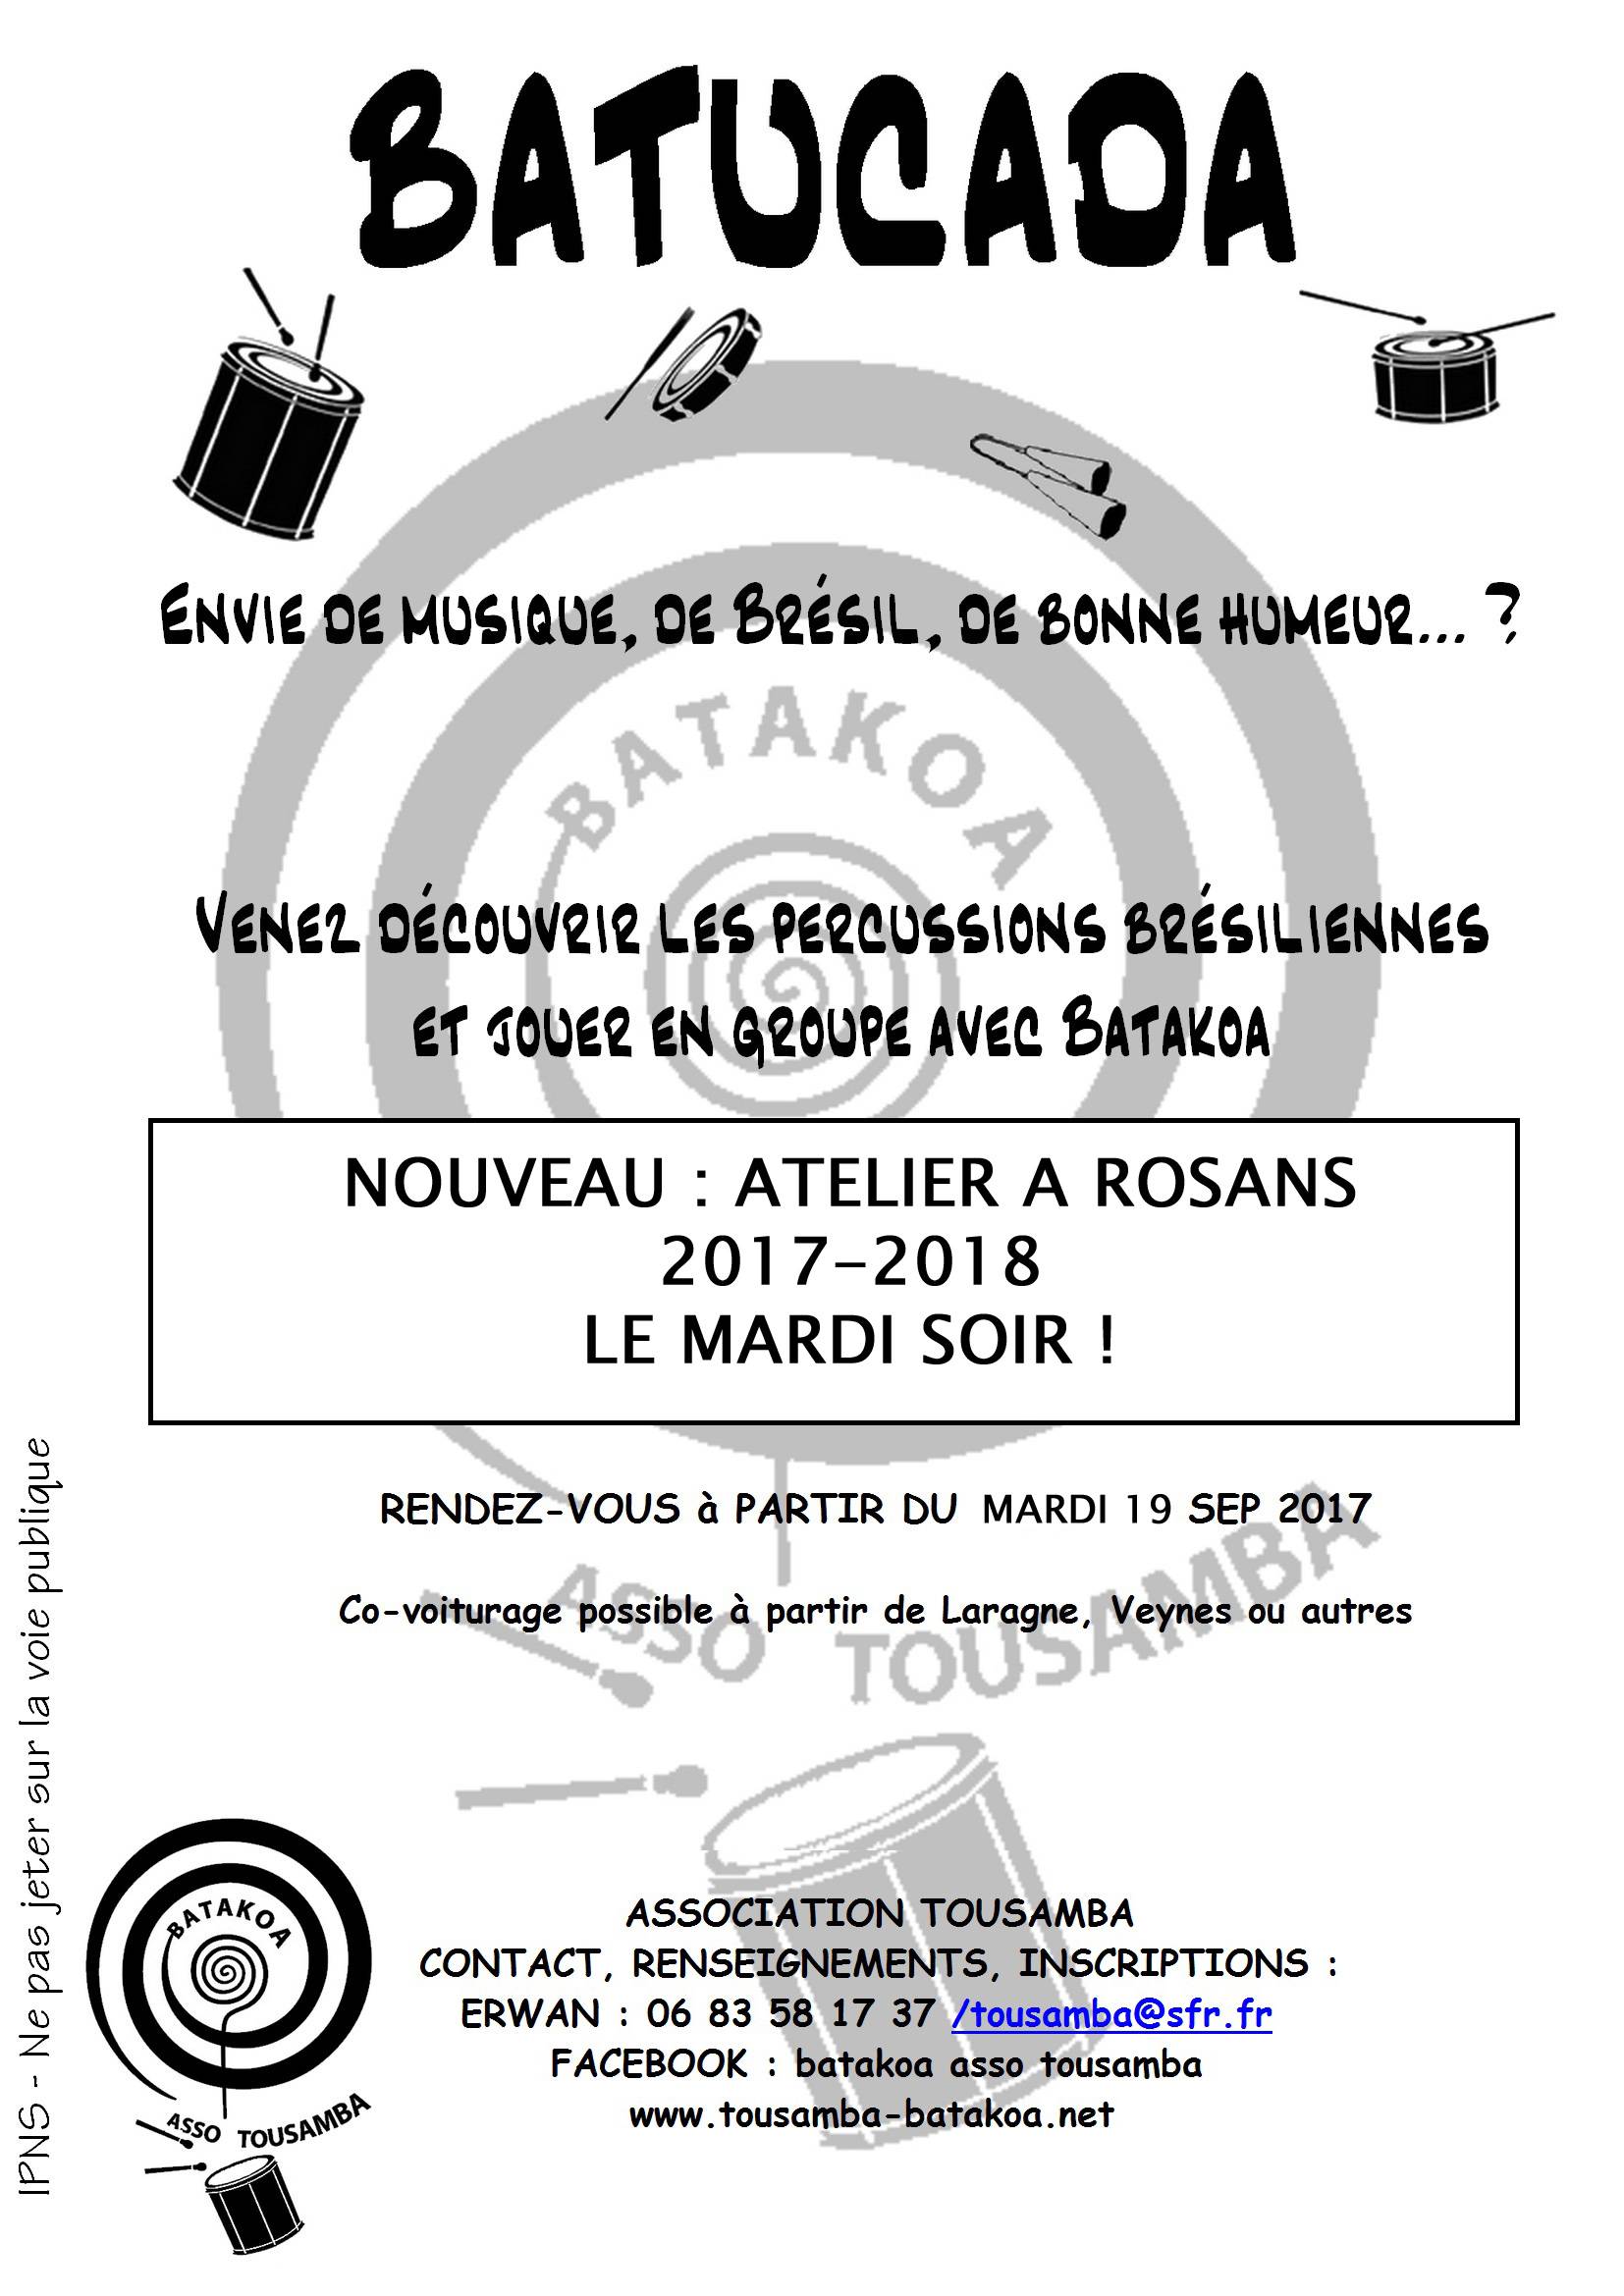 BATUCADA
ENVIE DE MUSIQUE, DE BRÉSIL, DE BONNE HUMEUR... ?
BATAKOA
VENEZ DÉCOUVRIR LES PERCUSSIONS BRÉSILIENNES
ET JOUER EN GROUPE AVEC BATAKOA
NOUVEAU : ATELIER A ROSANS
2017-2018
LE MARDI SOIR !
RENDEZ-VOUS à PARTIR DU MARDI 19 SEP 2017
Co-voiturage possible à partir de Laragne, Veynes ou autres
ASSO TOUSAMBA
IPNS - Ne pas jeter sur la voie publique
BATAKOA
ASSO TOUSAMBA
ASSOCIATION TOUSAMBA
CONTACT, RENSEIGNEMENTS, INSCRIPTIONS :
ERWAN : 06 83 58 17 37 /tousamba@sfr.fr
FACEBOOK : batakoa asso tousamba
www.tousamba-batakoa.net